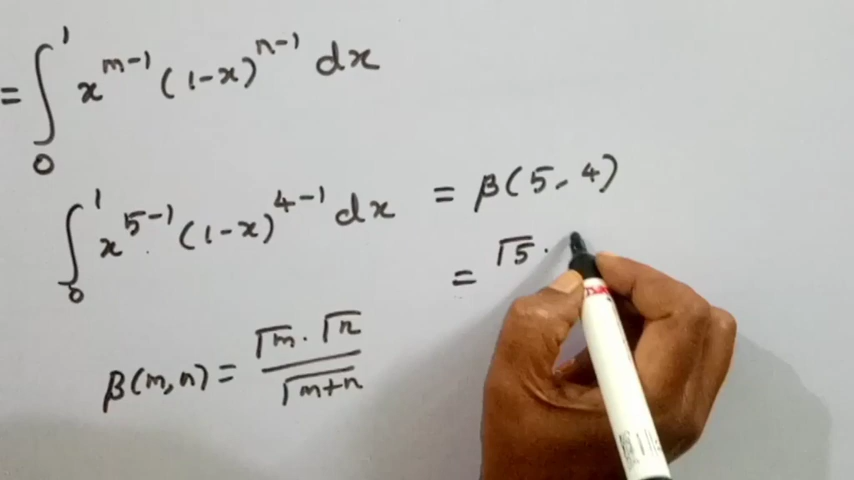 = ∫₀¹ x^{m-1} (1-x)^{n-1} dx
∫₀¹ x^{5-1} (1-x)^{4-1} dx = β(5, 4)
= Γ5 ·
β(m,n) = Γm · Γn / Γm+n